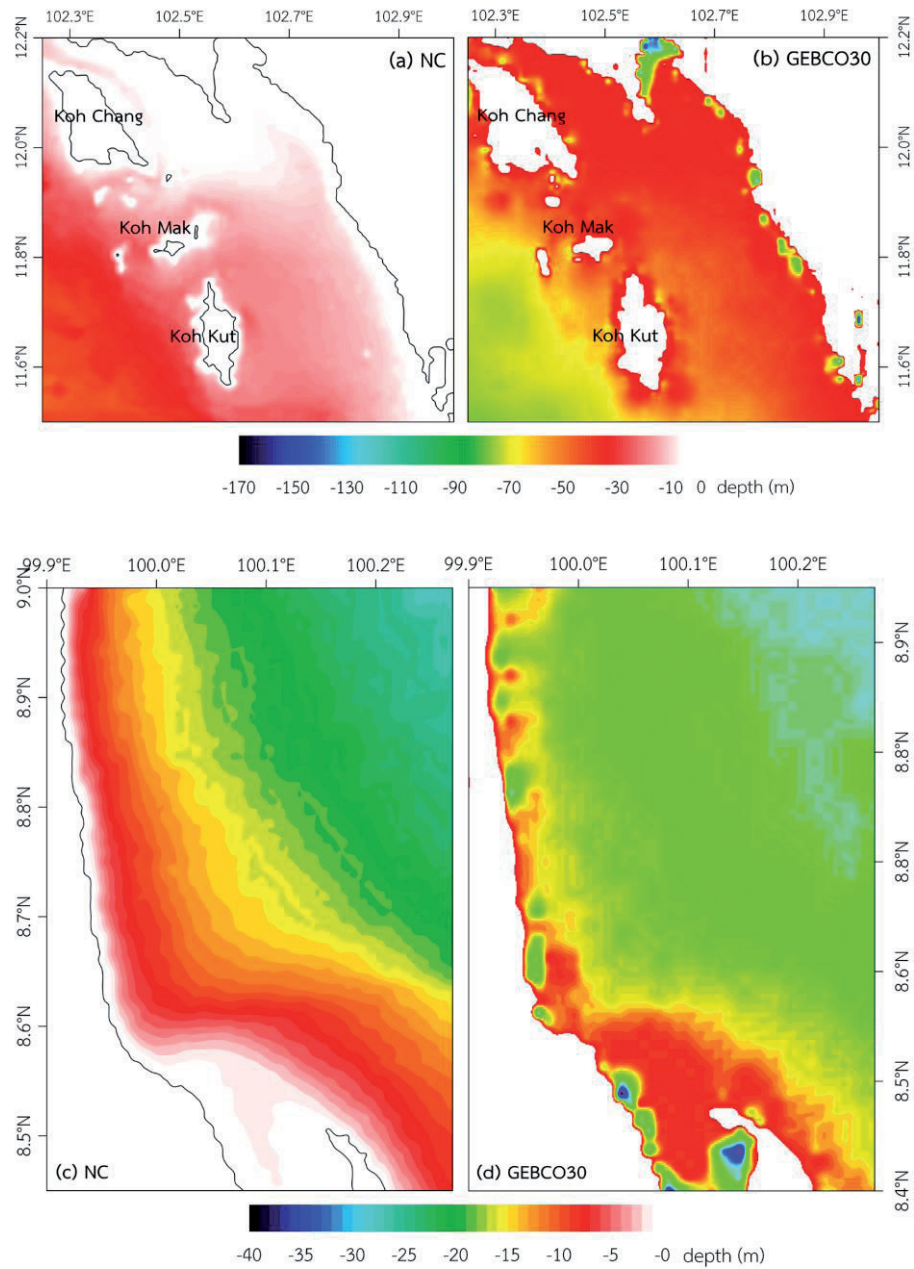 102.3°E 102.5°E 102.7°E 102.9°E 102.3°E 102.5°E 102.7°E 102.9°E
12.2°N 12.0°N 11.8°N 11.6°N
(a) NC
Koh Chang
Koh Mak
Koh Kut
(b) GEBCO30
Koh Chang
Koh Mak
Koh Kut
12.2°N 12.0°N 11.8°N 11.6°N
-170 -150 -130 -110 -90 -70 -50 -30 -10 0 depth (m)
99.9°E 100.0°E 100.1°E 100.2°E 99.9°E 100.0°E 100.1°E 100.2°E
9.0°N 8.9°N 8.8°N 8.7°N 8.6°N 8.5°N
(c) NC
(d) GEBCO30
8.9°N 8.8°N 8.8°N 8.6°N 8.5°N 8.4°N
-40 -35 -30 -25 -20 -15 -10 -5 -0 depth (m)